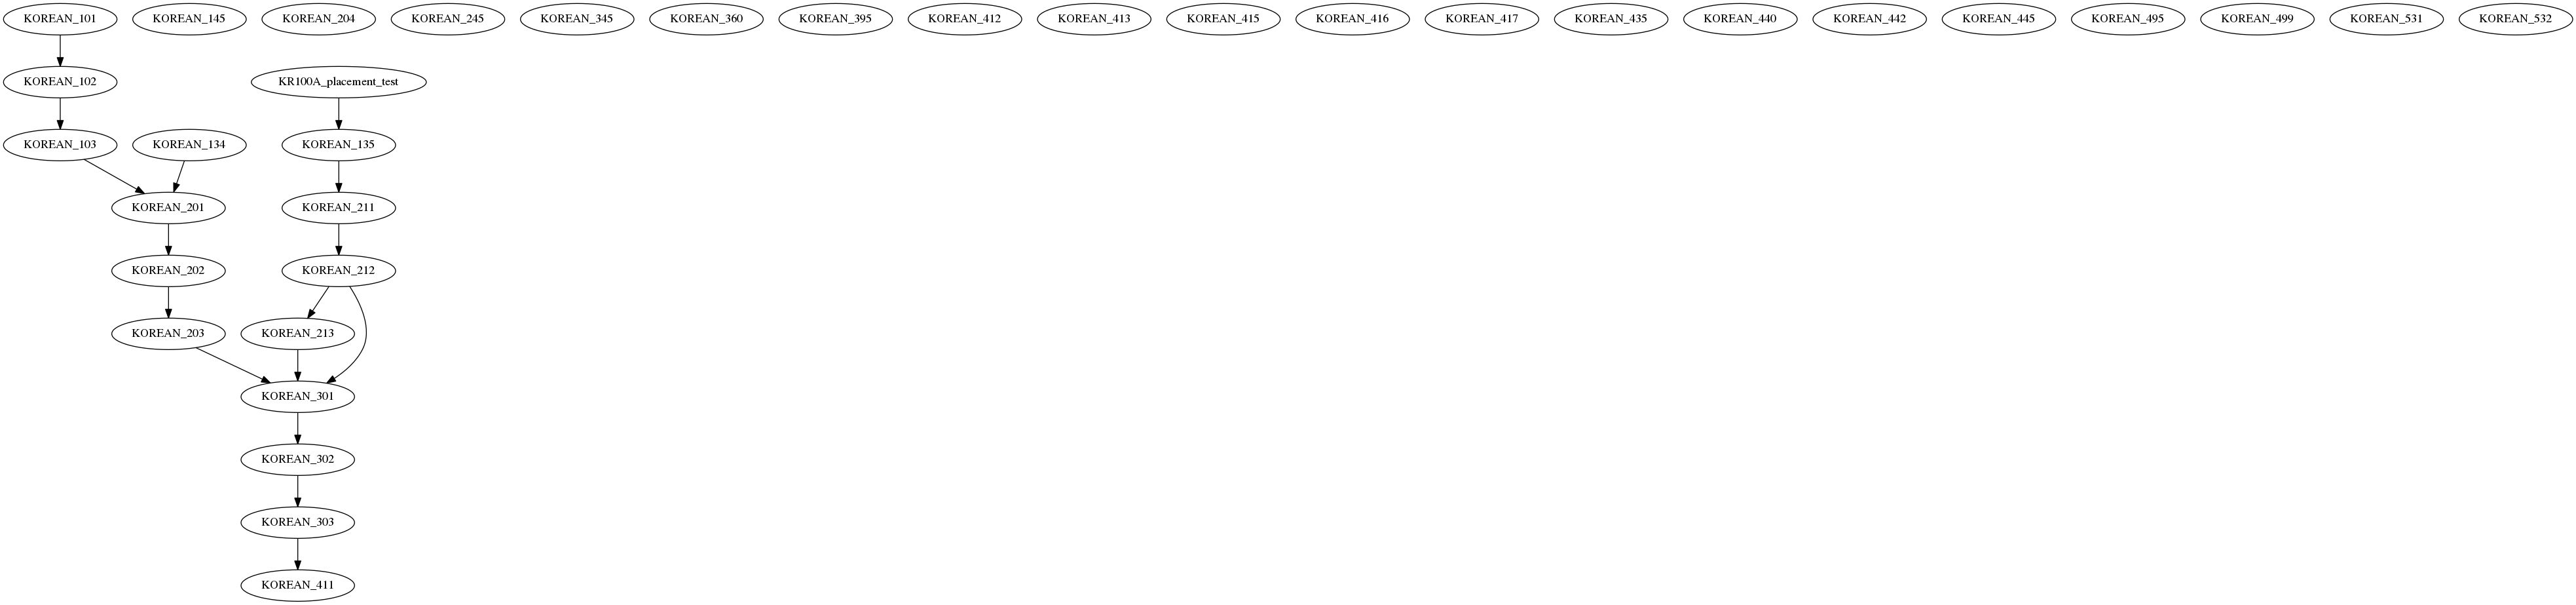 KOREAN_101
KOREAN_145
KOREAN_204
KOREAN_245
KOREAN_345
KOREAN_360
KOREAN_395
KOREAN_412
KOREAN_413
KOREAN_415
KOREAN_416
KOREAN_417
KOREAN_435
KOREAN_440
KOREAN_442
KOREAN_445
KOREAN_495
KOREAN_499
KOREAN_531
KOREAN_532
KOREAN_102
KR100A_placement_test
KOREAN_103
KOREAN_134
KOREAN_135
KOREAN_201
KOREAN_211
KOREAN_202
KOREAN_212
KOREAN_203
KOREAN_213
KOREAN_301
KOREAN_302
KOREAN_303
KOREAN_411